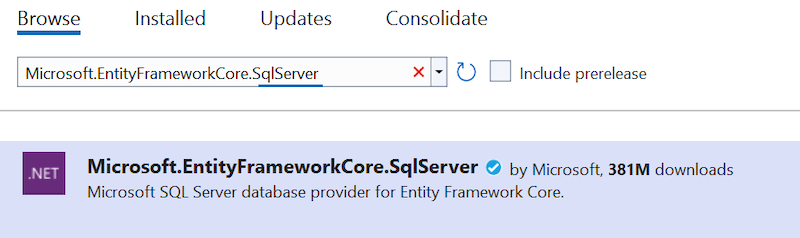 Browse Installed Updates Consolidate
Microsoft.EntityFrameworkCore.SqlServer Include prerelease
.NET Microsoft.EntityFrameworkCore.SqlServer by Microsoft, 381M downloads
Microsoft SQL Server database provider for Entity Framework Core.